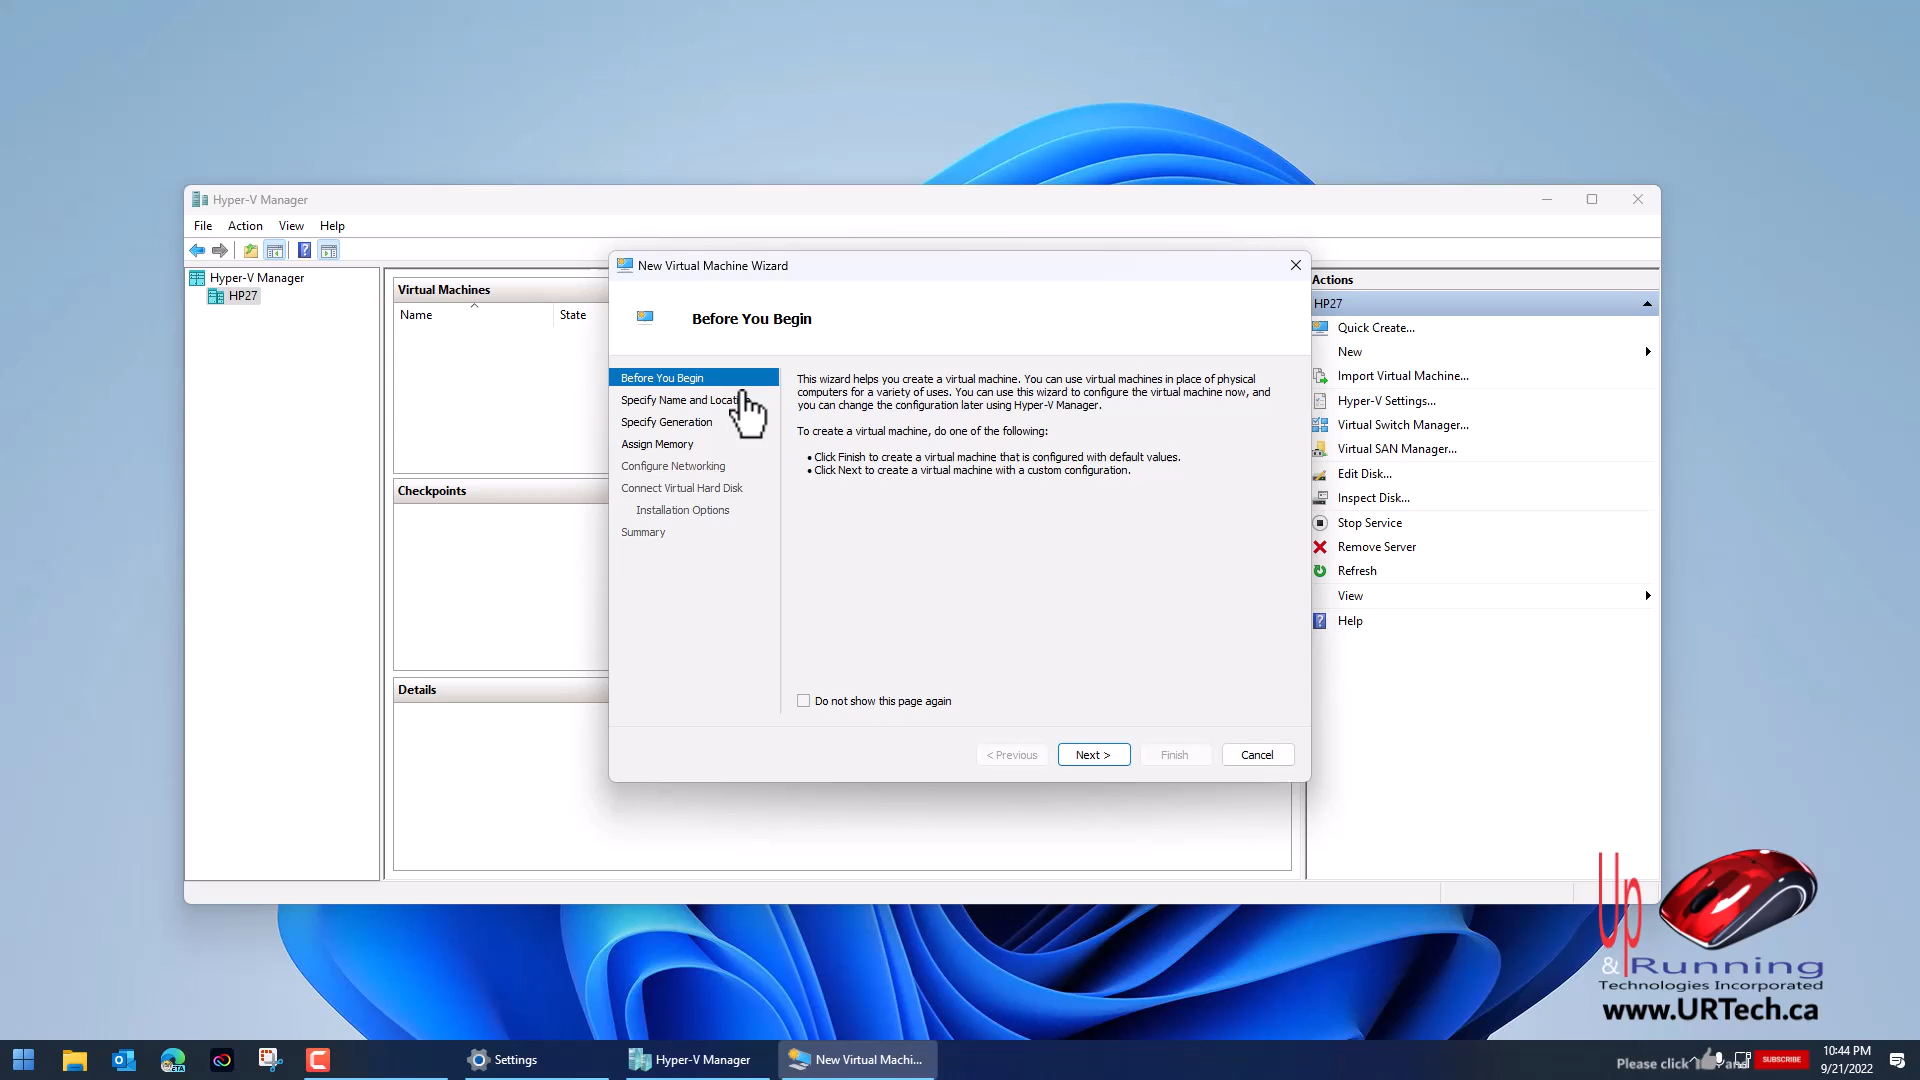 Hyper-V Manager
File Action View Help
Hyper-V Manager
HP27
Virtual Machines
Name State
Checkpoints
Details
New Virtual Machine Wizard
Before You Begin
Before You Begin
Specify Name and
Specify Generation
Assign Memory
Configure Networking
Connect Virtual Hard Disk
Installation Options
Summary
This wizard helps you create a virtual machine. You can use virtual machines in place of physical
computers for a variety of uses. You can use this wizard to configure the virtual machine now, and
you can change the configuration later using Hyper-V Manager.
To create a virtual machine, do one of the following:
• Click Finish to create a virtual machine that is configured with default values.
• Click Next to create a virtual machine with a custom configuration.
Do not show this page again
< Previous Next > Finish Cancel
Actions
HP27
Quick Create...
New
Import Virtual Machine...
Hyper-V Settings...
Virtual Switch Manager...
Virtual SAN Manager...
Edit Disk...
Inspect Disk...
Stop Service
Remove Server
Refresh
View
Help
Up
& Running
Technologies Incorporated
www.URTech.ca
Settings
Hyper-V Manager
New Virtual Machi...
Please click
SUBSCRIBE
10:44 PM
9/21/2022